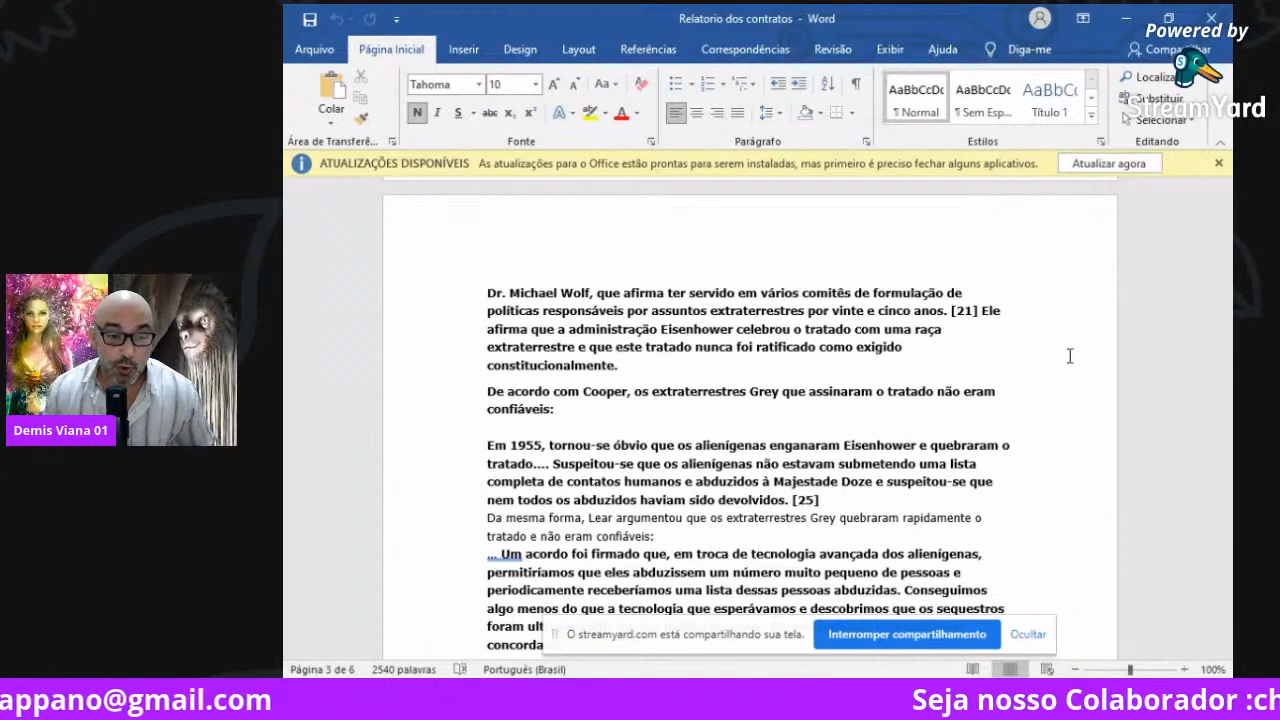 Relatorio dos contratos - Word
Powered by
StreamYard
Arquivo Página Inicial Inserir Design Layout Referências Correspondências Revisão Exibir Ajuda Diga-me
Colar
Tahoma 10
Aa
N I S abc x₂ x²
AaBbCcDc AaBbCcDc AaBbCc
¶ Normal ¶ Sem Esp... Título 1
Substituir
Selecionar
Área de Transferê... Fonte Parágrafo Estilos Editando
ATUALIZAÇÕES DISPONÍVEIS As atualizações para o Office estão prontas para serem instaladas, mas primeiro é preciso fechar alguns aplicativos. Atualizar agora
Dr. Michael Wolf, que afirma ter servido em vários comitês de formulação de
políticas responsáveis por assuntos extraterrestres por vinte e cinco anos. [21] Ele
afirma que a administração Eisenhower celebrou o tratado com uma raça
extraterrestre e que este tratado nunca foi ratificado como exigido
constitucionalmente.
De acordo com Cooper, os extraterrestres Grey que assinaram o tratado não eram
confiáveis:
Em 1955, tornou-se óbvio que os alienígenas enganaram Eisenhower e quebraram o
tratado.... Suspeitou-se que os alienígenas não estavam submetendo uma lista
completa de contatos humanos e abduzidos à Majestade Doze e suspeitou-se que
nem todos os abduzidos haviam sido devolvidos. [25]
Da mesma forma, Lear argumentou que os extraterrestres Grey quebraram rapidamente o
tratado e não eram confiáveis:
... Um acordo foi firmado que, em troca de tecnologia avançada dos alienígenas,
permitiríamos que eles abduzissem um número muito pequeno de pessoas e
periodicamente receberíamos uma lista dessas pessoas abduzidas. Conseguimos
algo menos do que a tecnologia que esperávamos e descobrimos que os sequestros
foram
O streamyard.com está compartilhando sua tela. Interromper compartilhamento Ocultar
Demis Viana 01
Página 3 de 6 2540 palavras Português (Brasil) 100%
appano@gmail.com Seja nosso Colaborador :ch